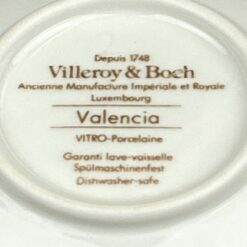 Depuis 1748
Villeroy & Boch
Ancienne Manufacture Impériale et Royale
Luxembourg
Valencia
VITRO-Porcelaine
Garanti lave-vaisselle
Spülmaschinenfest
Dishwasher-safe